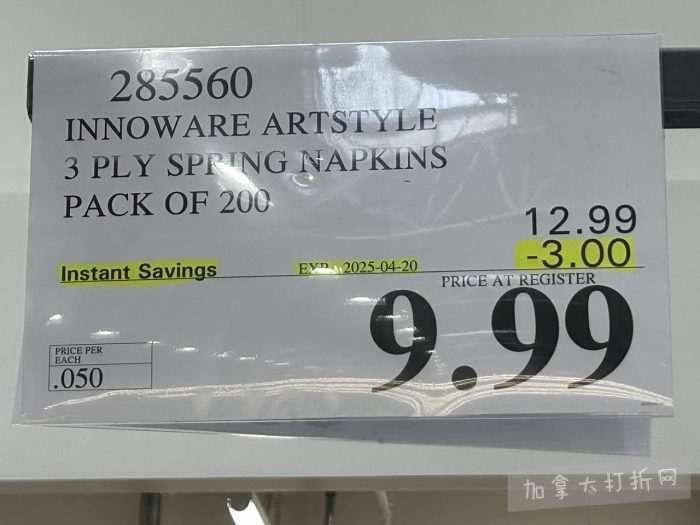 285560
INNOWARE ARTSTYLE
3 PLY SPRING NAPKINS
PACK OF 200
12.99
Instant Savings EXP. 2025-04-20 -3.00
PRICE AT REGISTER
9.99
PRICE PER
EACH
.050
加拿大打折网